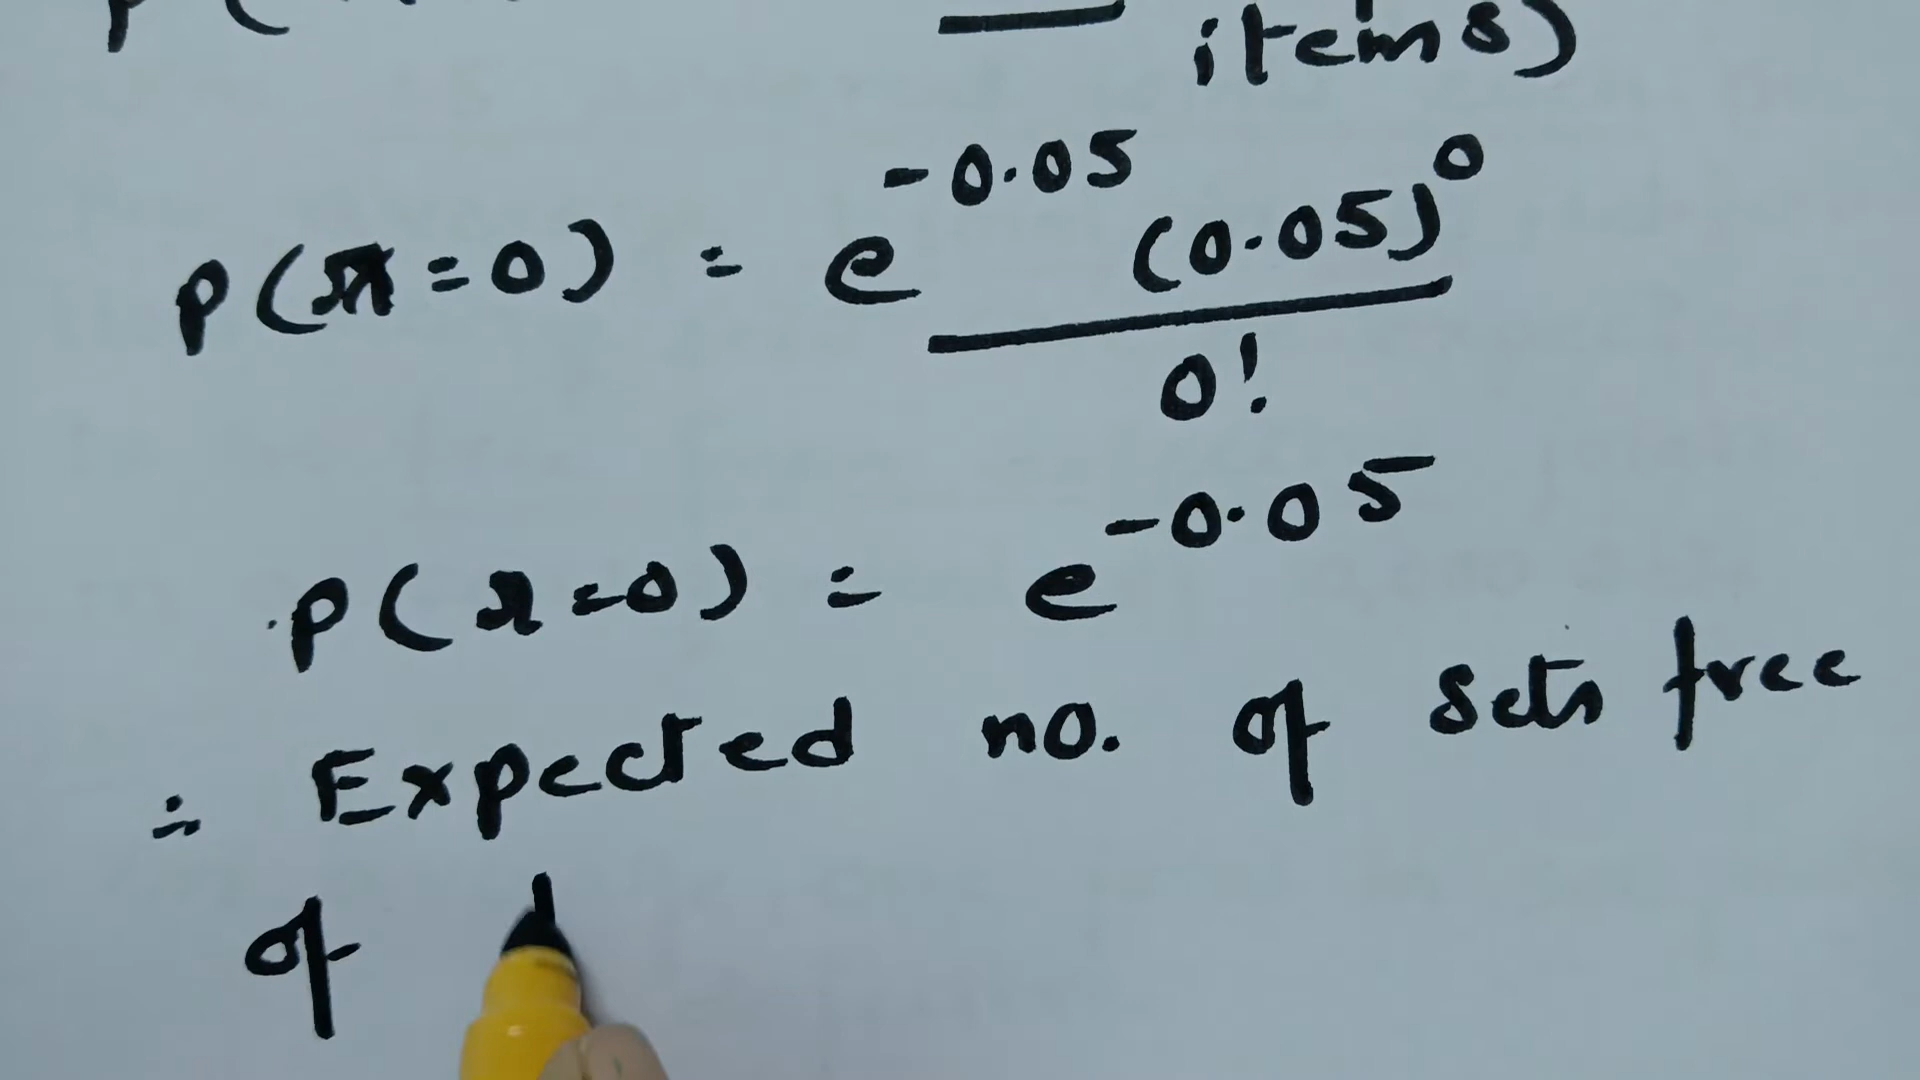 items)
P(x=0) = e^-0.05 (0.05)^0
0!
P(x=0) = e^-0.05
∴ Expected no. of sets free
of